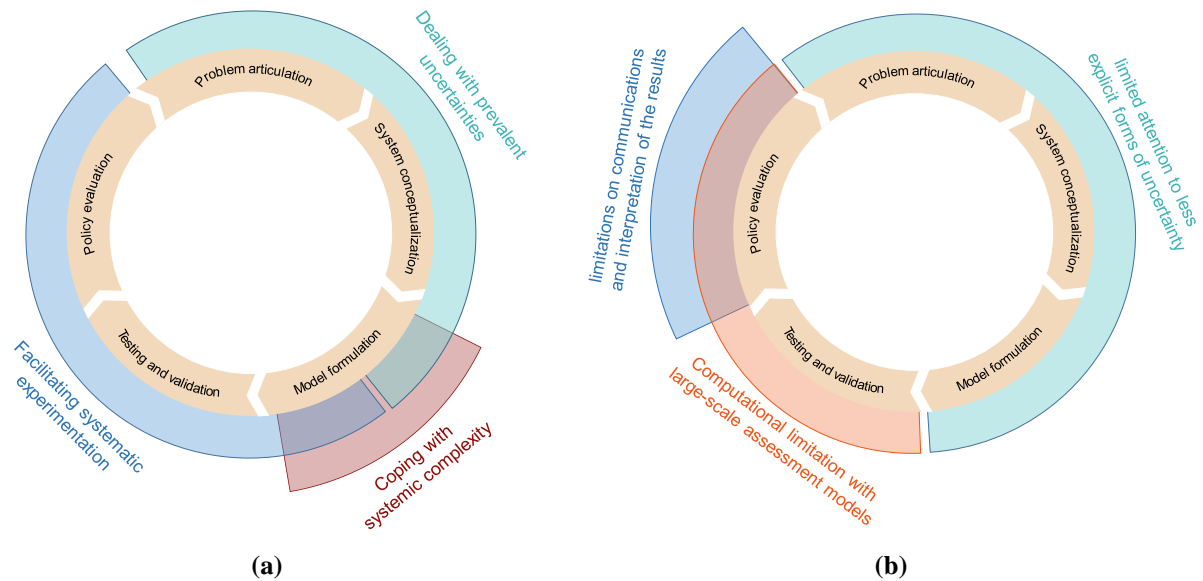 Problem articulation
System conceptualization
Model formulation
Testing and validation
Policy evaluation
Dealing with prevalent
uncertainties
Coping with
systemic complexity
Facilitating systematic
experimentation
(a)
Problem articulation
System conceptualization
Model formulation
Testing and validation
Policy evaluation
limited attention to less
explicit forms of uncertainty
Computational limitation with
large-scale assessment models
limitations on communications
and interpretation of the results
(b)